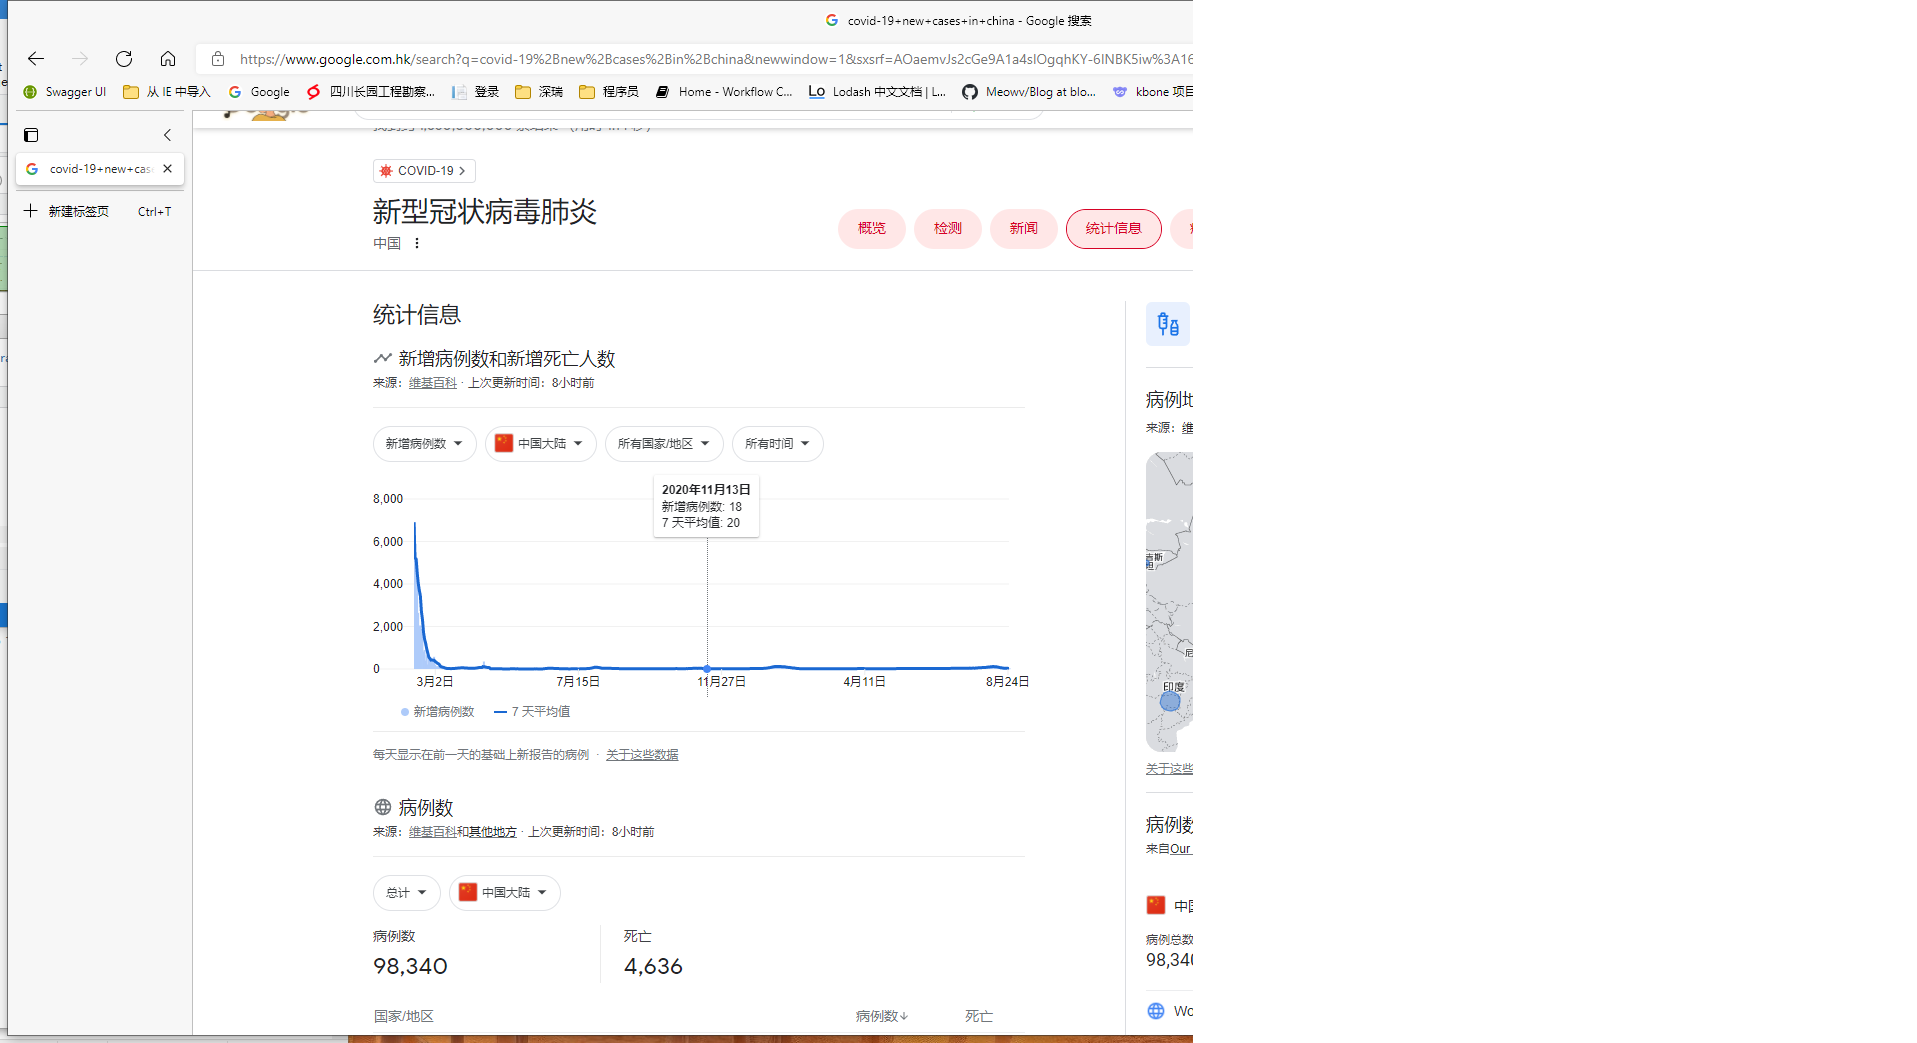 covid-19+new+cases+in+china - Google 搜索
https://www.google.com.hk/search?q=covid-19%2Bnew%2Bcases%2Bin%2Bchina&newwindow=1&sxsrf=AOaemvJs2cGe9A1a4sIOgqhKY-6INBK5iw%3A16
Swagger UI 从 IE 中导入 Google 四川长园工程勘察... 登录 深瑞 程序员 Home - Workflow C... Lodash 中文文档 | L... Meowv/Blog at blo... kbone 项目
covid-19+new+cas
新建标签页 Ctrl+T
COVID-19
新型冠状病毒肺炎
中国
概览 检测 新闻 统计信息
统计信息
新增病例数和新增死亡人数
来源：维基百科 · 上次更新时间：8小时前
新增病例数 中国大陆 所有国家/地区 所有时间
2020年11月13日
新增病例数: 18
7 天平均值: 20
8,000
6,000
4,000
2,000
0
3月2日 7月15日 11月27日 4月11日 8月24日
新增病例数 7 天平均值
每天显示在前一天的基础上新报告的病例 · 关于这些数据
病例数
来源：维基百科和其他地方 · 上次更新时间：8小时前
总计 中国大陆
病例数 死亡
98,340 4,636
国家/地区 病例数↓ 死亡
病例地
来源：维
吉斯
坦
尼
印度
关于这些
病例数
来自Our
中国
病例总数
98,340
Wo